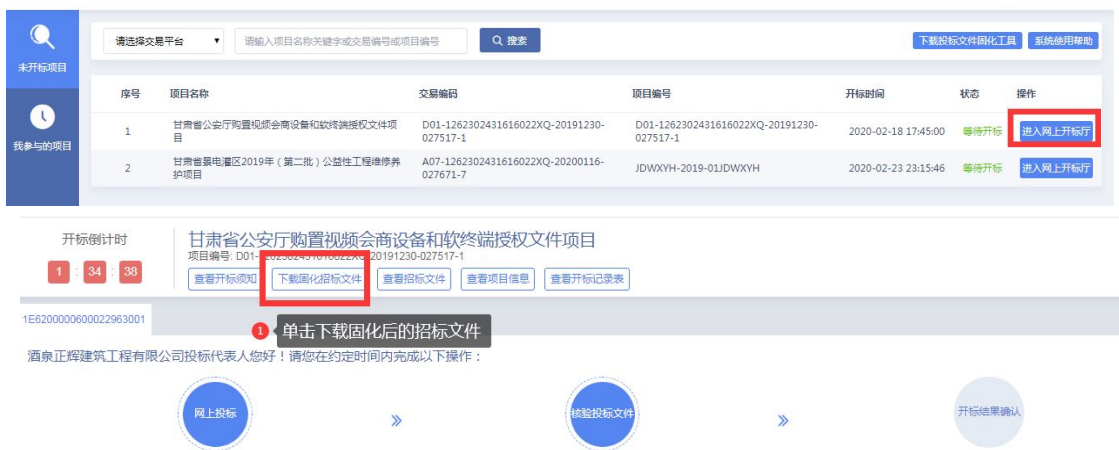 请选择交易平台
请输入项目名称关键字或交易编号或项目编号
搜索
下载投标文件固化工具
系统使用帮助
未开标项目
我参与的项目
序号 项目名称 交易编码 项目编号 开标时间 状态 操作
1 甘肃省公安厅购置视频会商设备和软终端授权文件项 D01-1262302431616022XQ-20191230- D01-1262302431616022XQ-20191230- 2020-02-18 17:45:00 等待开标 进入网上开标厅
目 027517-1 027517-1
2 甘肃省景电灌区2019年（第二批）公益性工程维修养 A07-1262302431616022XQ-20200116- JDWXYH-2019-01JDWXYH 2020-02-23 23:15:46 等待开标 进入网上开标厅
护项目 027671-7
开标倒计时
1 : 34 : 38
甘肃省公安厅购置视频会商设备和软终端授权文件项目
项目编号: D01-1262302431616022XQ-20191230-027517-1
查看开标须知 下载固化招标文件 查看招标文件 查看项目信息 查看开标记录表
1E6200000600022963001
1 单击下载固化后的招标文件
酒泉正辉建筑工程有限公司投标代表人您好！请您在约定时间内完成以下操作：
网上投标 » 核验投标文件 » 开标结果确认